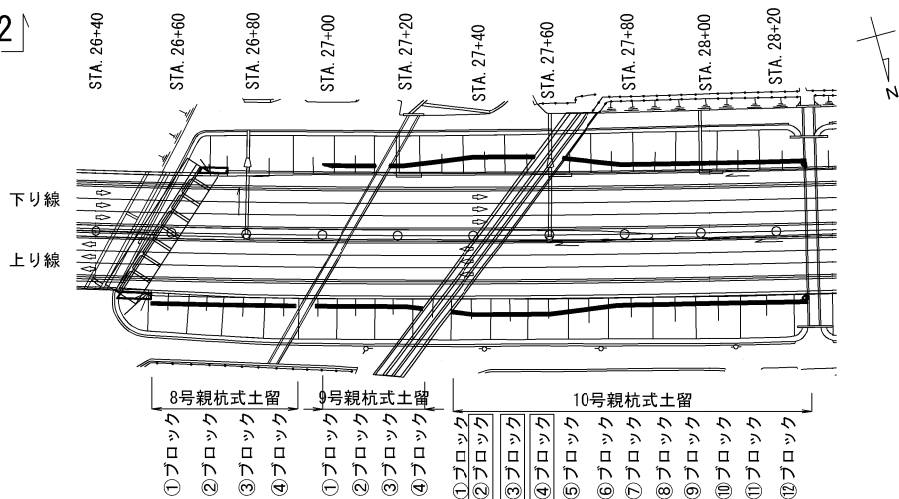 2
STA. 26+40
STA. 26+60
STA. 26+80
STA. 27+00
STA. 27+20
STA. 27+40
STA. 27+60
STA. 27+80
STA. 28+00
STA. 28+20
N
下り線
上り線
8号親杭式土留
9号親杭式土留
10号親杭式土留
①ブロック
②ブロック
③ブロック
④ブロック
①ブロック
②ブロック
③ブロック
④ブロック
①ブロック
②ブロック
③ブロック
④ブロック
⑤ブロック
⑥ブロック
⑦ブロック
⑧ブロック
⑨ブロック
⑩ブロック
⑪ブロック
⑫ブロック